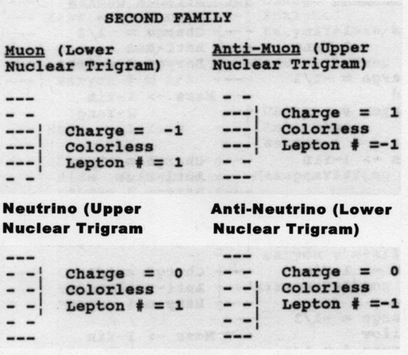 SECOND FAMILY
Muon (Lower Nuclear Trigram)
Charge = -1
Colorless
Lepton # = 1
Anti-Muon (Upper Nuclear Trigram)
Charge = 1
Colorless
Lepton # =-1
Neutrino (Upper Nuclear Trigram
Charge = 0
Colorless
Lepton # = 1
Anti-Neutrino (Lower Nuclear Trigram)
Charge = 0
Colorless
Lepton # =-1